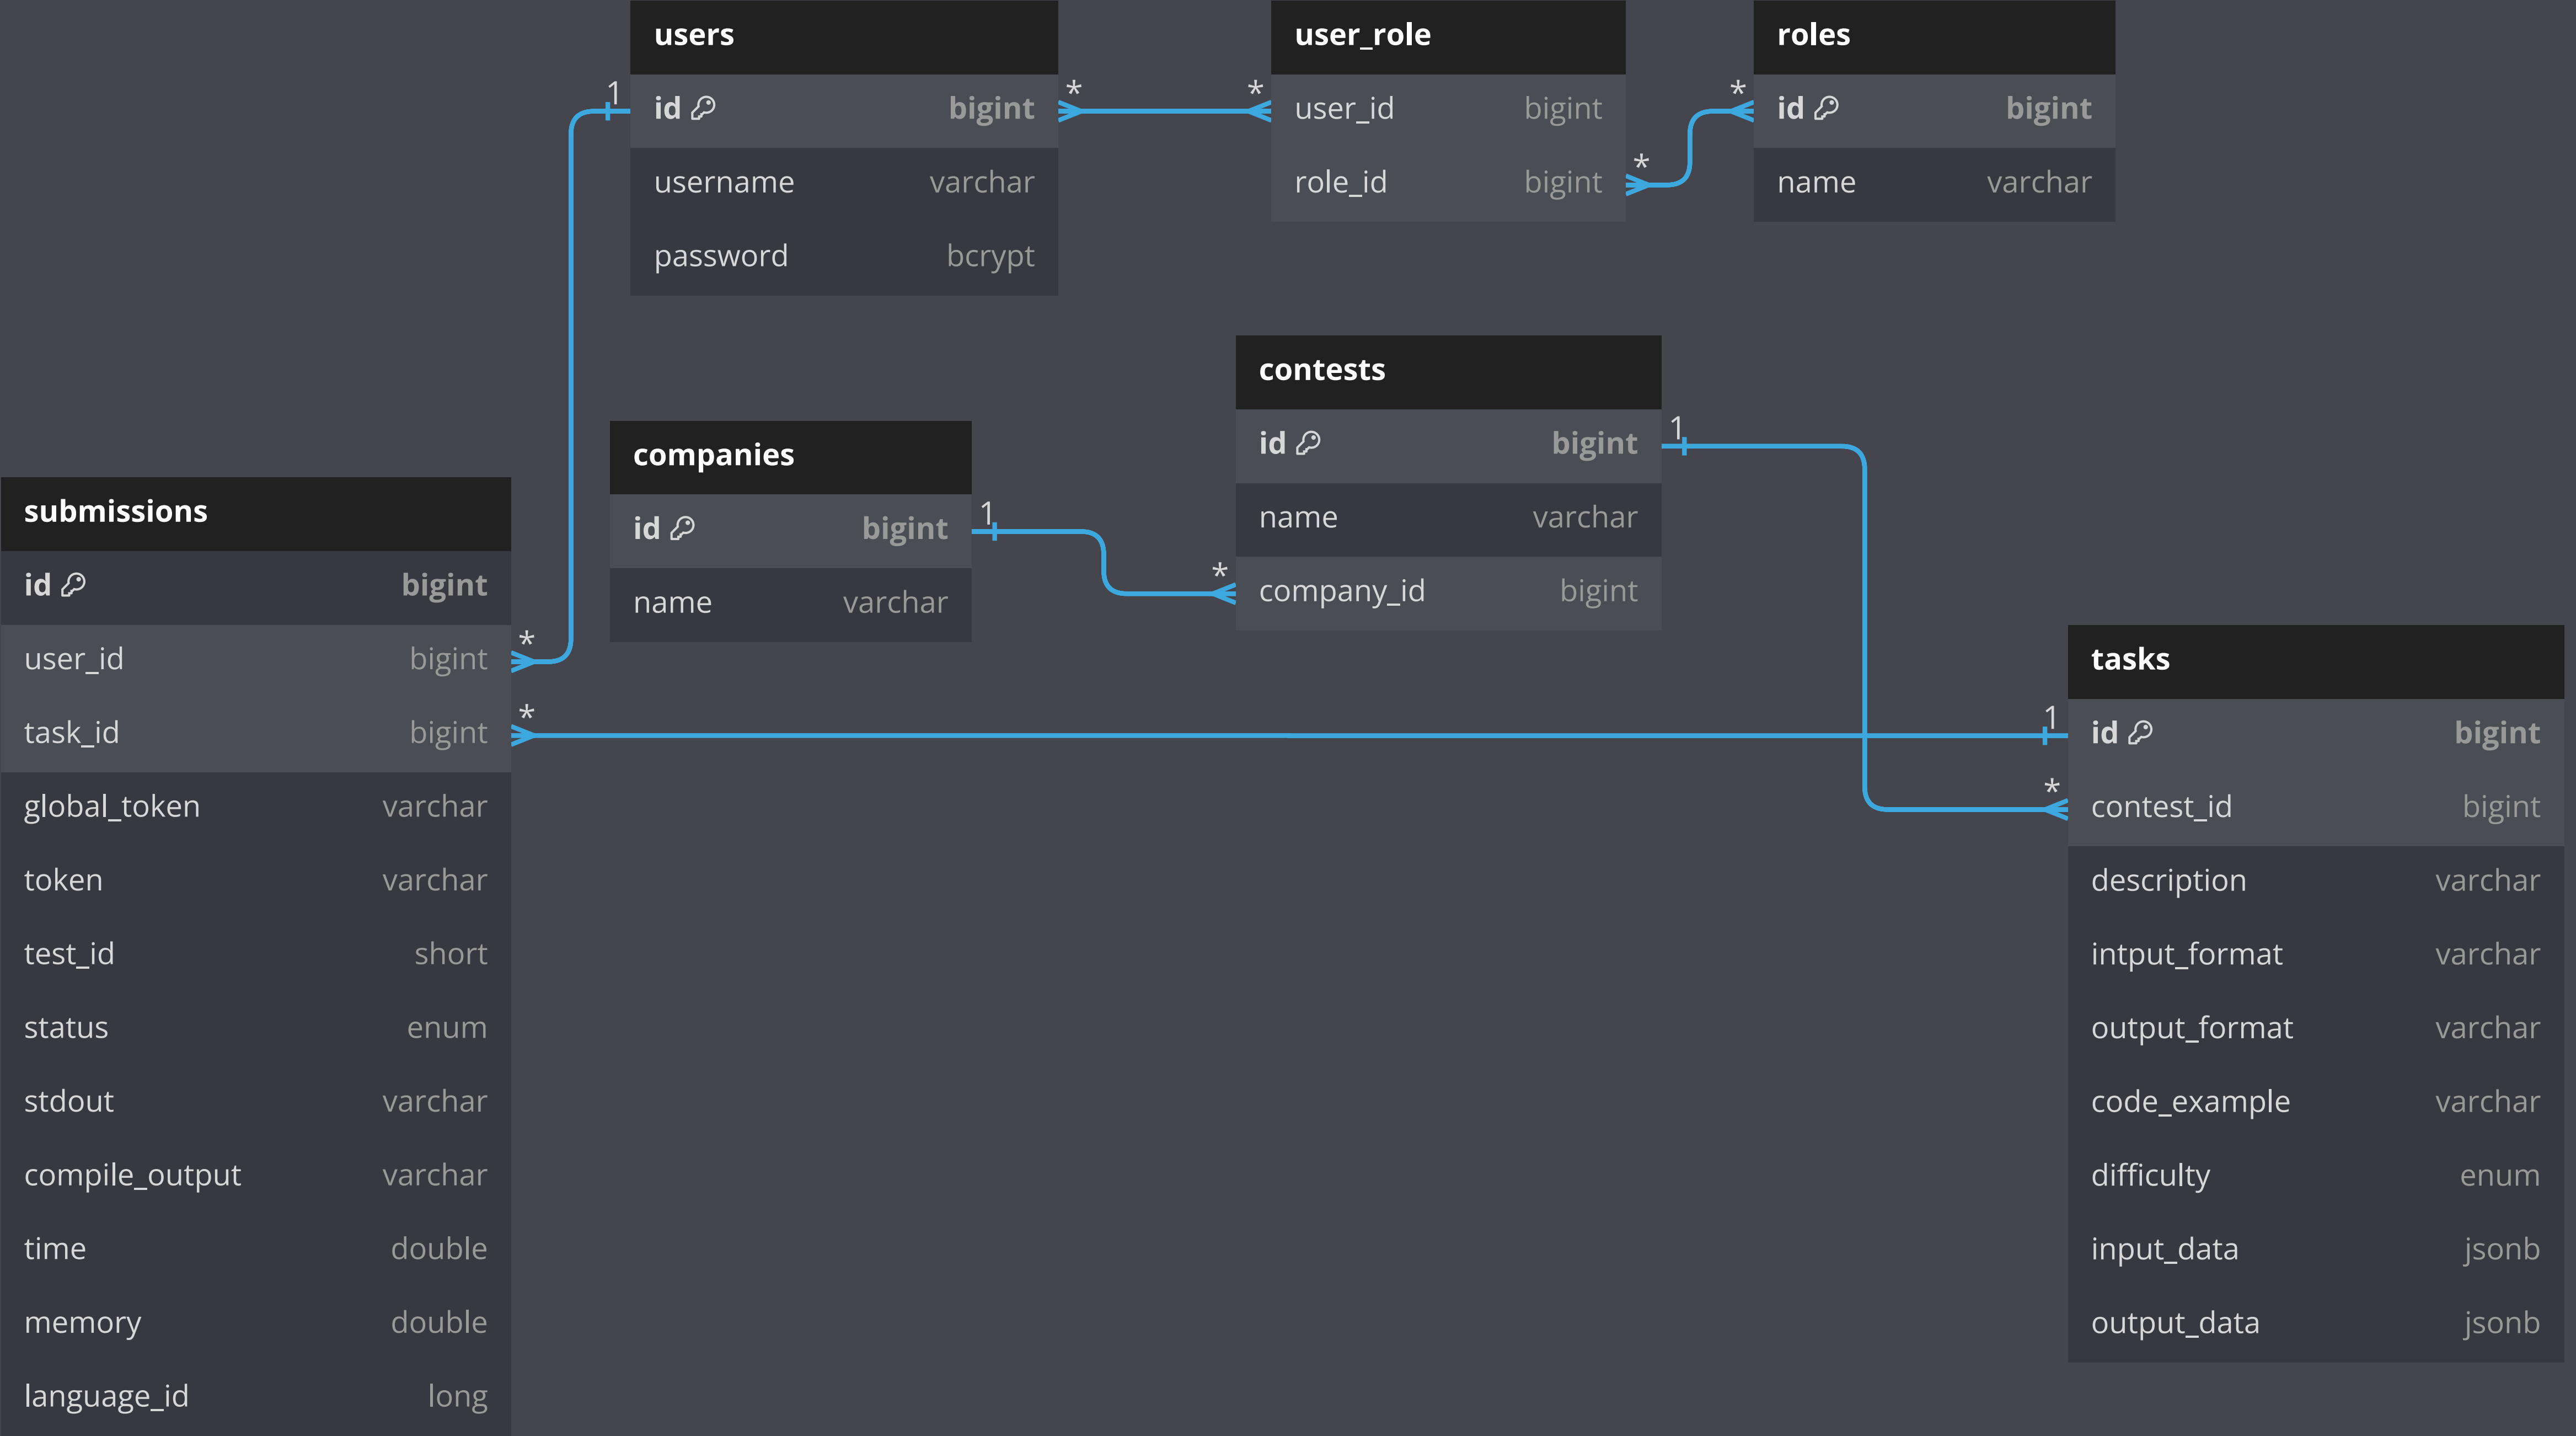 users
id bigint
username varchar
password bcrypt
1
*
user_role
user_id bigint
role_id bigint
*
*
roles
id bigint
name varchar
*
contests
id bigint
name varchar
company_id bigint
1
*
companies
id bigint
name varchar
1
submissions
id bigint
user_id bigint
task_id bigint
global_token varchar
token varchar
test_id short
status enum
stdout varchar
compile_output varchar
time double
memory double
language_id long
*
*
tasks
id bigint
contest_id bigint
description varchar
intput_format varchar
output_format varchar
code_example varchar
difficulty enum
input_data jsonb
output_data jsonb
1
*